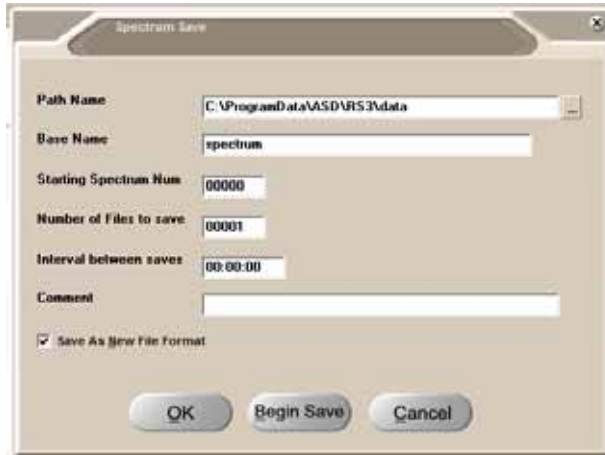 Spectrum Save
Path Name C:\ProgramData\ASD\RS3\data ...
Base Name spectrum
Starting Spectrum Num 00000
Number of Files to save 00001
Interval between saves 00:00:00
Comment
Save As New File Format
OK Begin Save Cancel